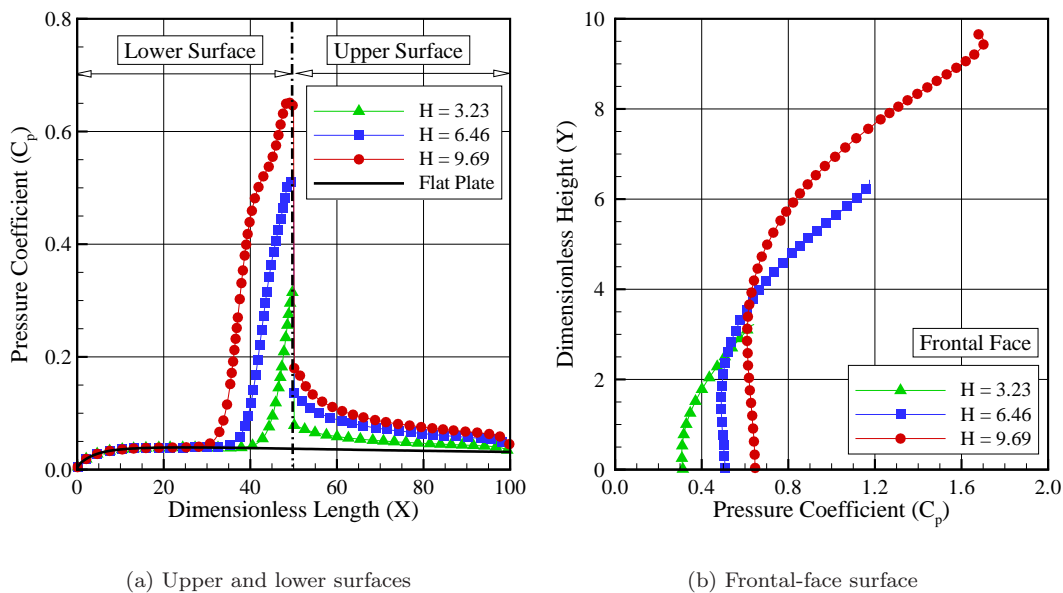 0.8
0.6
0.4
0.2
0.0
Pressure Coefficient (Cp)
Lower Surface
Upper Surface
H = 3.23
H = 6.46
H = 9.69
Flat Plate
0 20 40 60 80 100
Dimensionless Length (X)
(a) Upper and lower surfaces
10
8
6
4
2
0
Dimensionless Height (Y)
Frontal Face
H = 3.23
H = 6.46
H = 9.69
0.0 0.4 0.8 1.2 1.6 2.0
Pressure Coefficient (Cp)
(b) Frontal-face surface